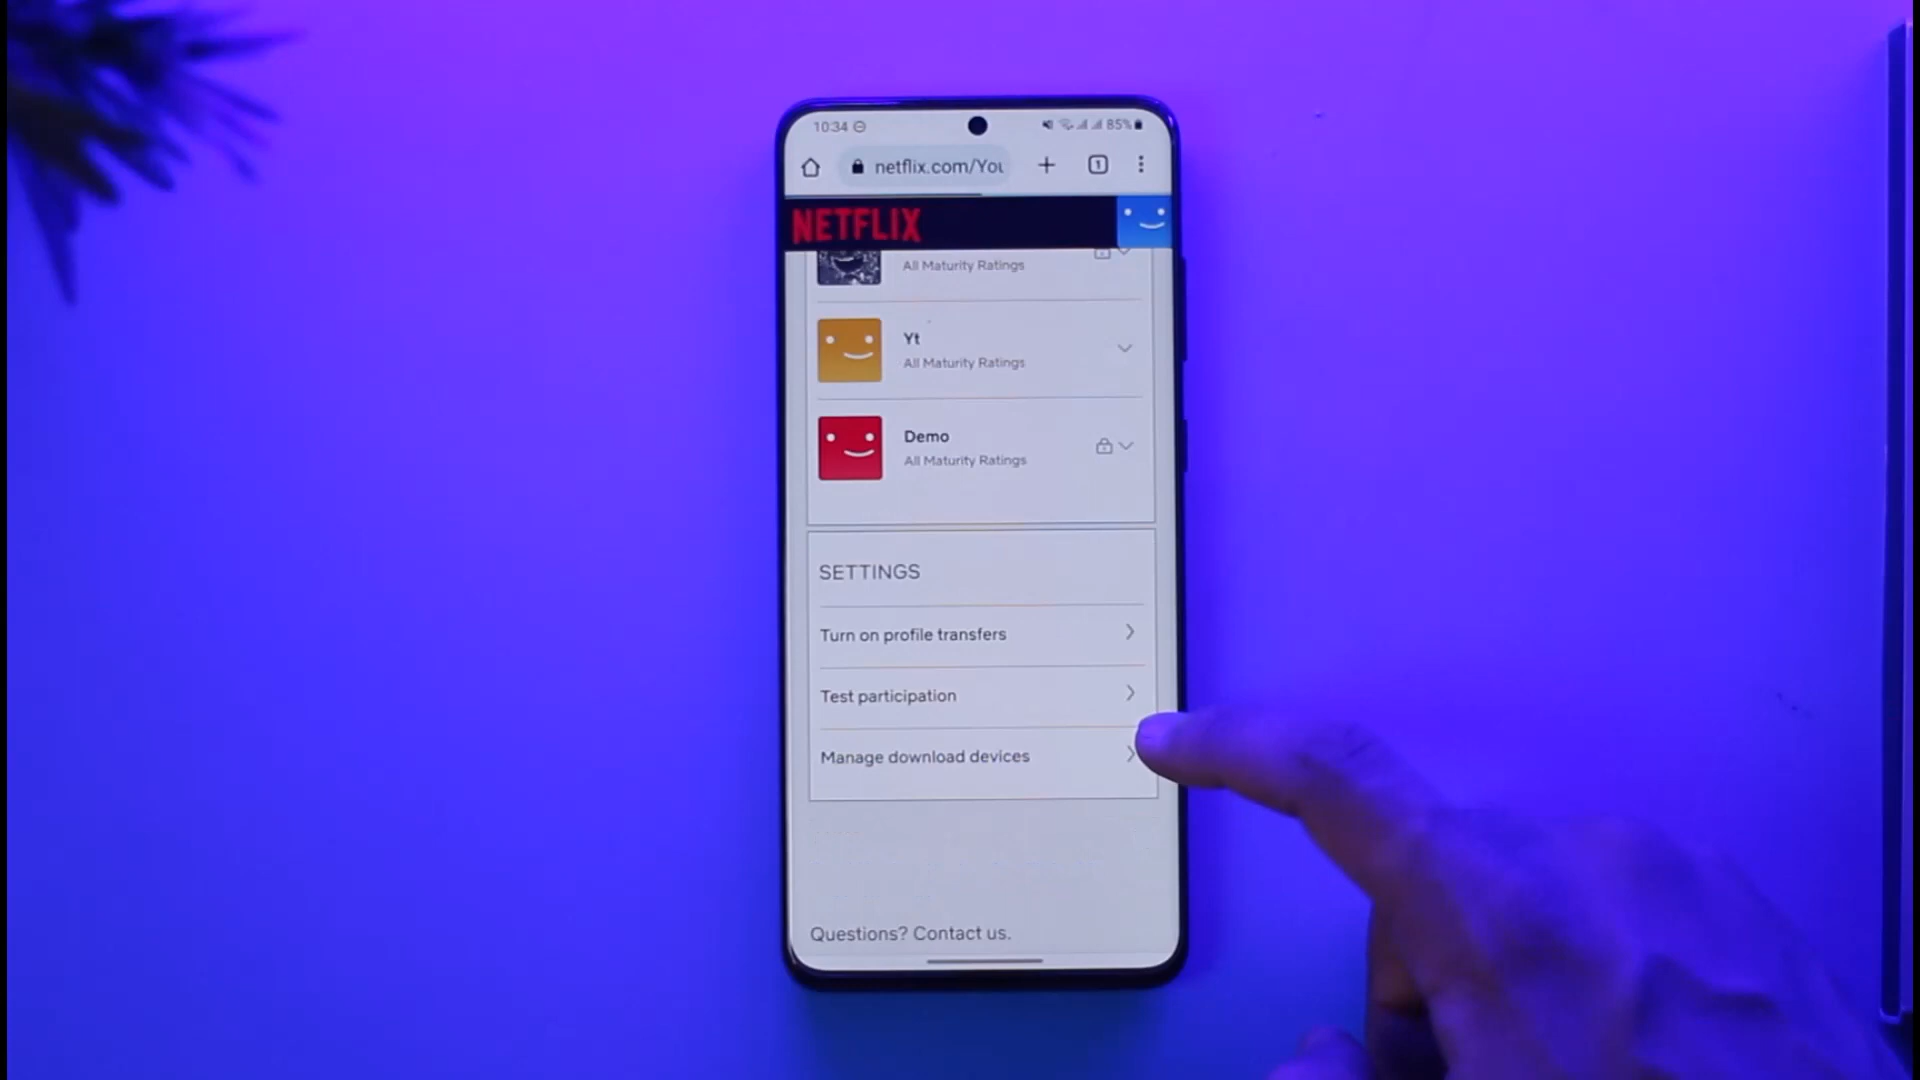 10:34
85%
netflix.com/You
1
NETFLIX
All Maturity Ratings
Yt
All Maturity Ratings
Demo
All Maturity Ratings
SETTINGS
Turn on profile transfers
Test participation
Manage download devices
Questions? Contact us.